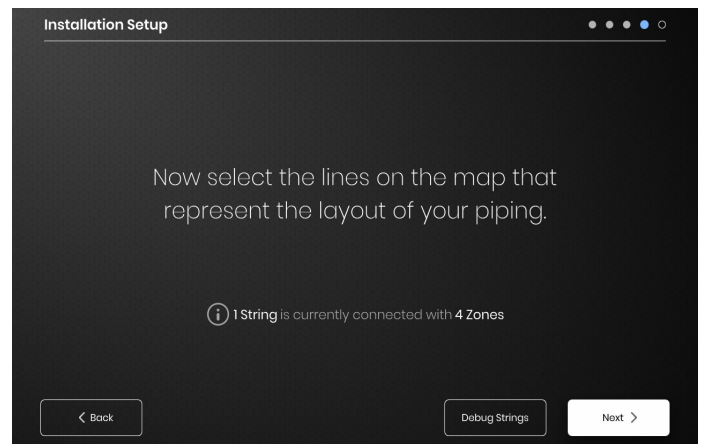 Installation Setup
Now select the lines on the map that
represent the layout of your piping.
1 String is currently connected with 4 Zones
Back
Debug Strings
Next